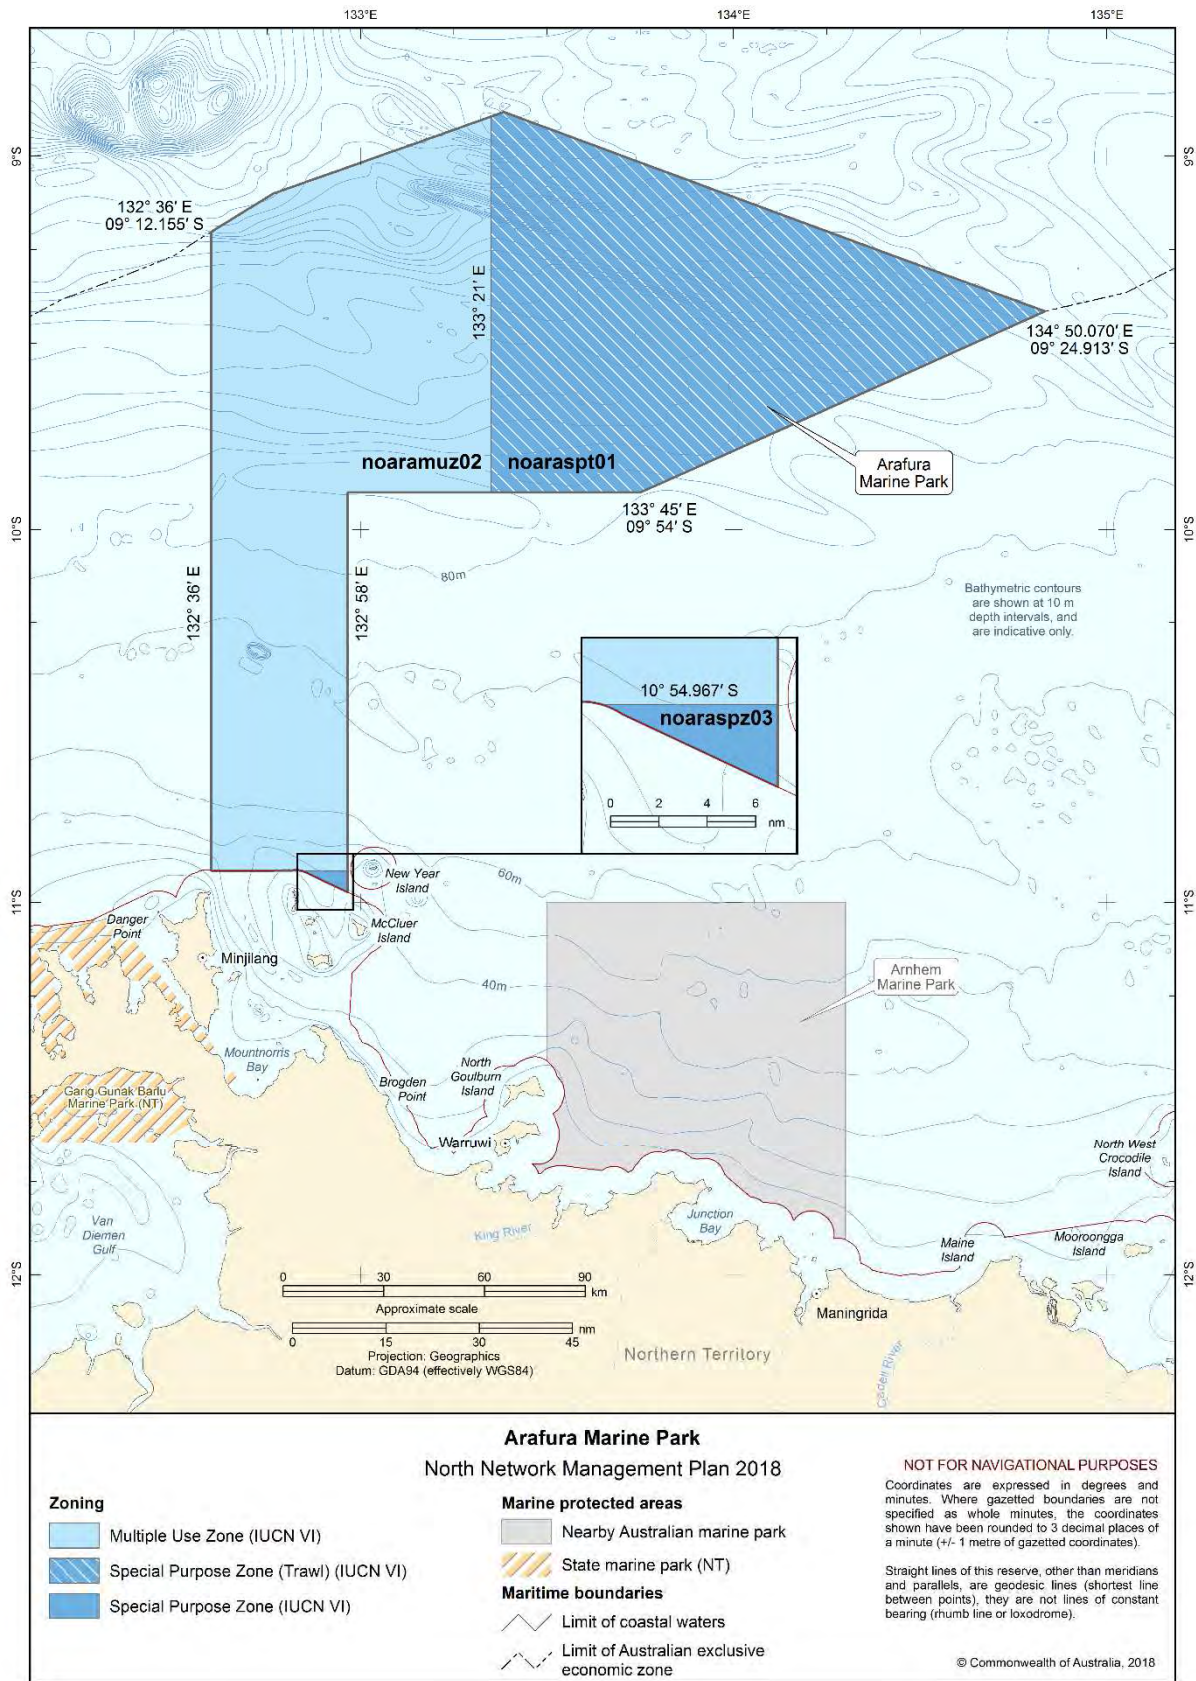 133°E
134°E
135°E
9°S
9°S
132° 36′ E
09° 12.155′ S
133° 21′ E
134° 50.070′ E
09° 24.913′ S
noaramuz02
noaraspt01
Arafura
Marine Park
133° 45′ E
09° 54′ S
10°S
10°S
80m
132° 36′ E
132° 58′ E
Bathymetric contours
are shown at 10 m
depth intervals, and
are indicative only.
10° 54.967′ S
noaraspz03
0 2 4 6
nm
New Year
Island
60m
11°S
11°S
Danger
Point
McCluer
Island
Minjilang
40m
Arnhem
Marine Park
Mountnorris
Bay
North
Goulburn
Island
Brogden
Point
Garig Gunak Barlu
Marine Park (NT)
Warruwi
North West
Crocodile
Island
Van
Diemen
Gulf
King River
Junction
Bay
Maine
Island
Mooroongga
Island
12°S
12°S
0 30 60 90
km
Approximate scale
0 15 30 45
nm
Projection: Geographics
Datum: GDA94 (effectively WGS84)
Maningrida
Northern Territory
Cadell River
Arafura Marine Park
North Network Management Plan 2018
Zoning
Multiple Use Zone (IUCN VI)
Special Purpose Zone (Trawl) (IUCN VI)
Special Purpose Zone (IUCN VI)
Marine protected areas
Nearby Australian marine park
State marine park (NT)
Maritime boundaries
Limit of coastal waters
Limit of Australian exclusive
economic zone
NOT FOR NAVIGATIONAL PURPOSES
Coordinates are expressed in degrees and
minutes. Where gazetted boundaries are not
specified as whole minutes, the coordinates
shown have been rounded to 3 decimal places of
a minute (+/- 1 metre of gazetted coordinates).
Straight lines of this reserve, other than meridians
and parallels, are geodesic lines (shortest line
between points), they are not lines of constant
bearing (rhumb line or loxodrome).
© Commonwealth of Australia, 2018